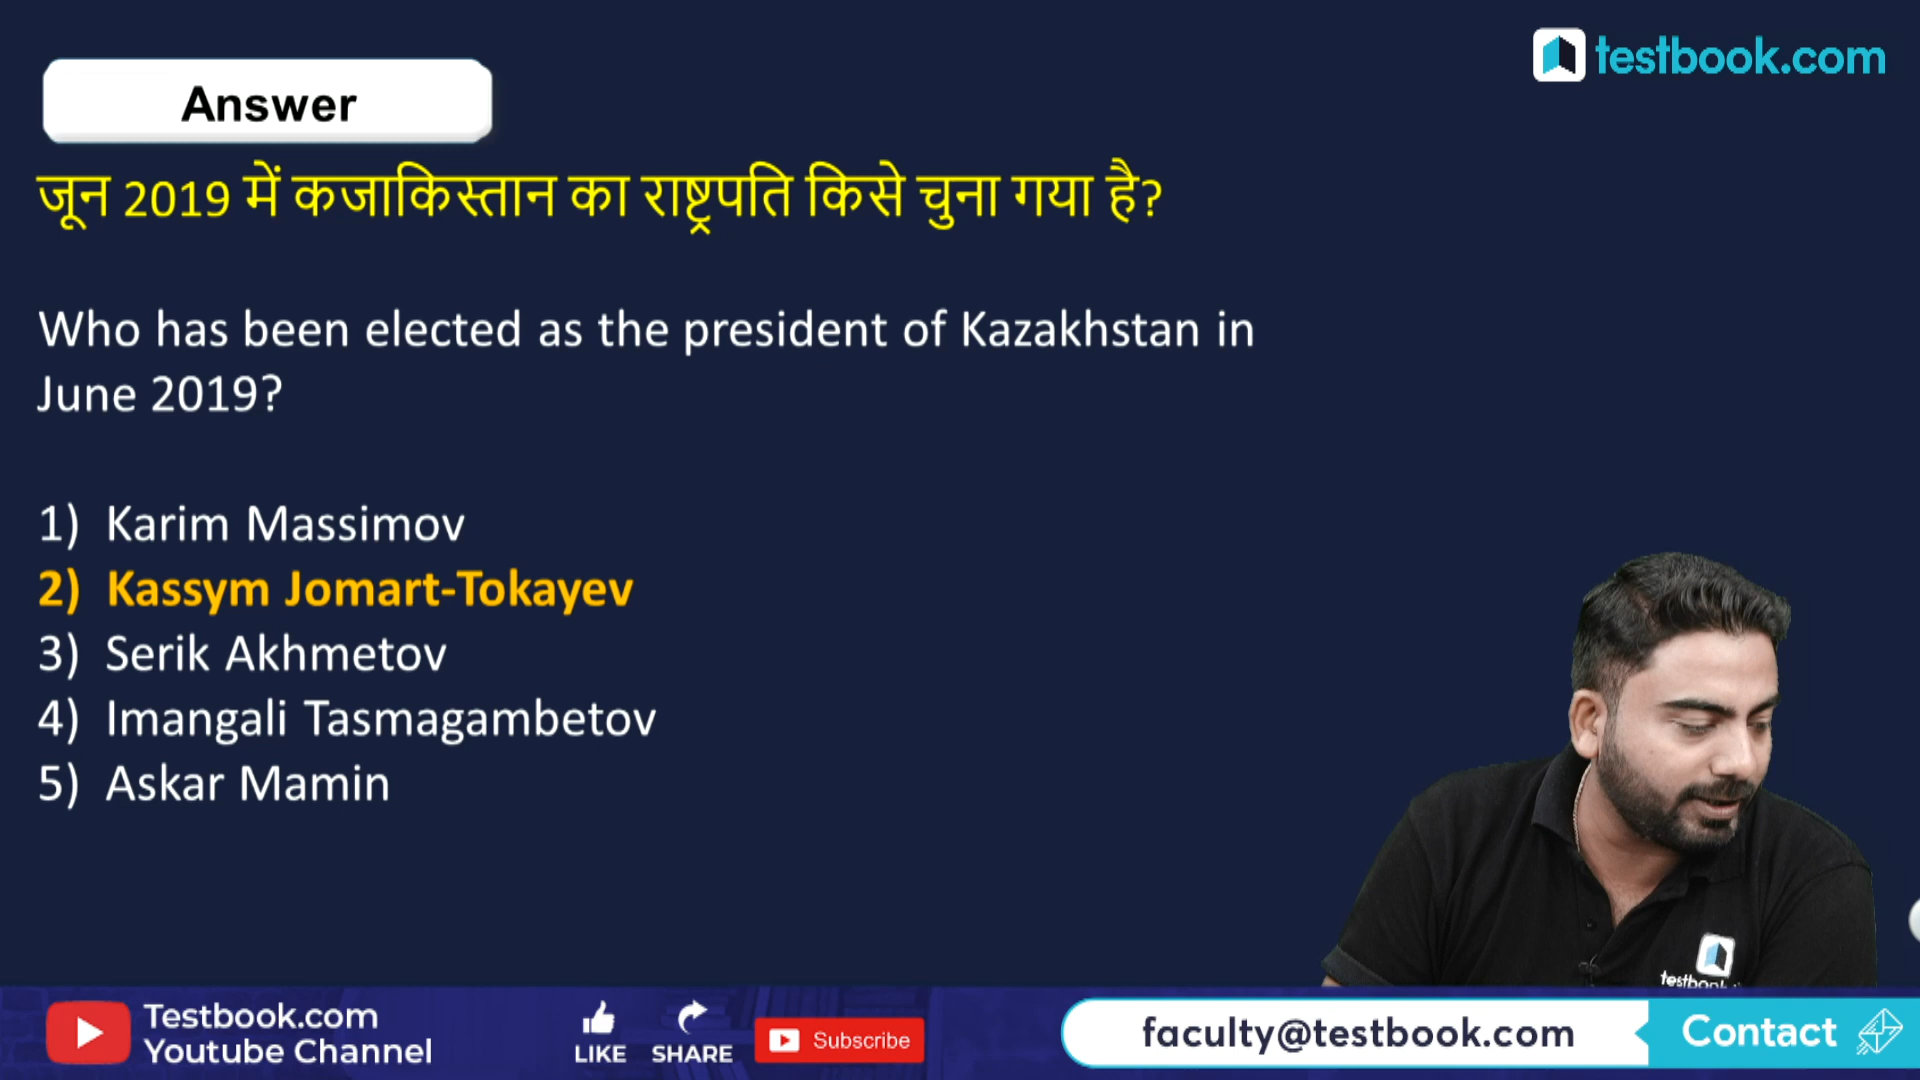 testbook.com
Answer
जून 2019 में कजाकिस्तान का राष्ट्रपति किसे चुना गया है?
Who has been elected as the president of Kazakhstan in
June 2019?
1) Karim Massimov
2) Kassym Jomart-Tokayev
3) Serik Akhmetov
4) Imangali Tasmagambetov
5) Askar Mamin
Testbook.com
Youtube Channel
LIKE
SHARE
Subscribe
faculty@testbook.com
Contact